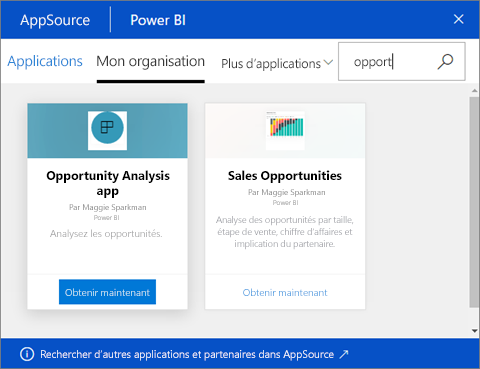 AppSource Power BI
Applications Mon organisation Plus d'applications opport
Opportunity Analysis
app
Par Maggie Sparkman
Power BI
Analysez les opportunités.
Obtenir maintenant
Sales Opportunities
Par Maggie Sparkman
Power BI
Analyse des opportunités par taille,
étape de vente, chiffre d'affaires et
implication du partenaire.
Obtenir maintenant
Rechercher d'autres applications et partenaires dans AppSource